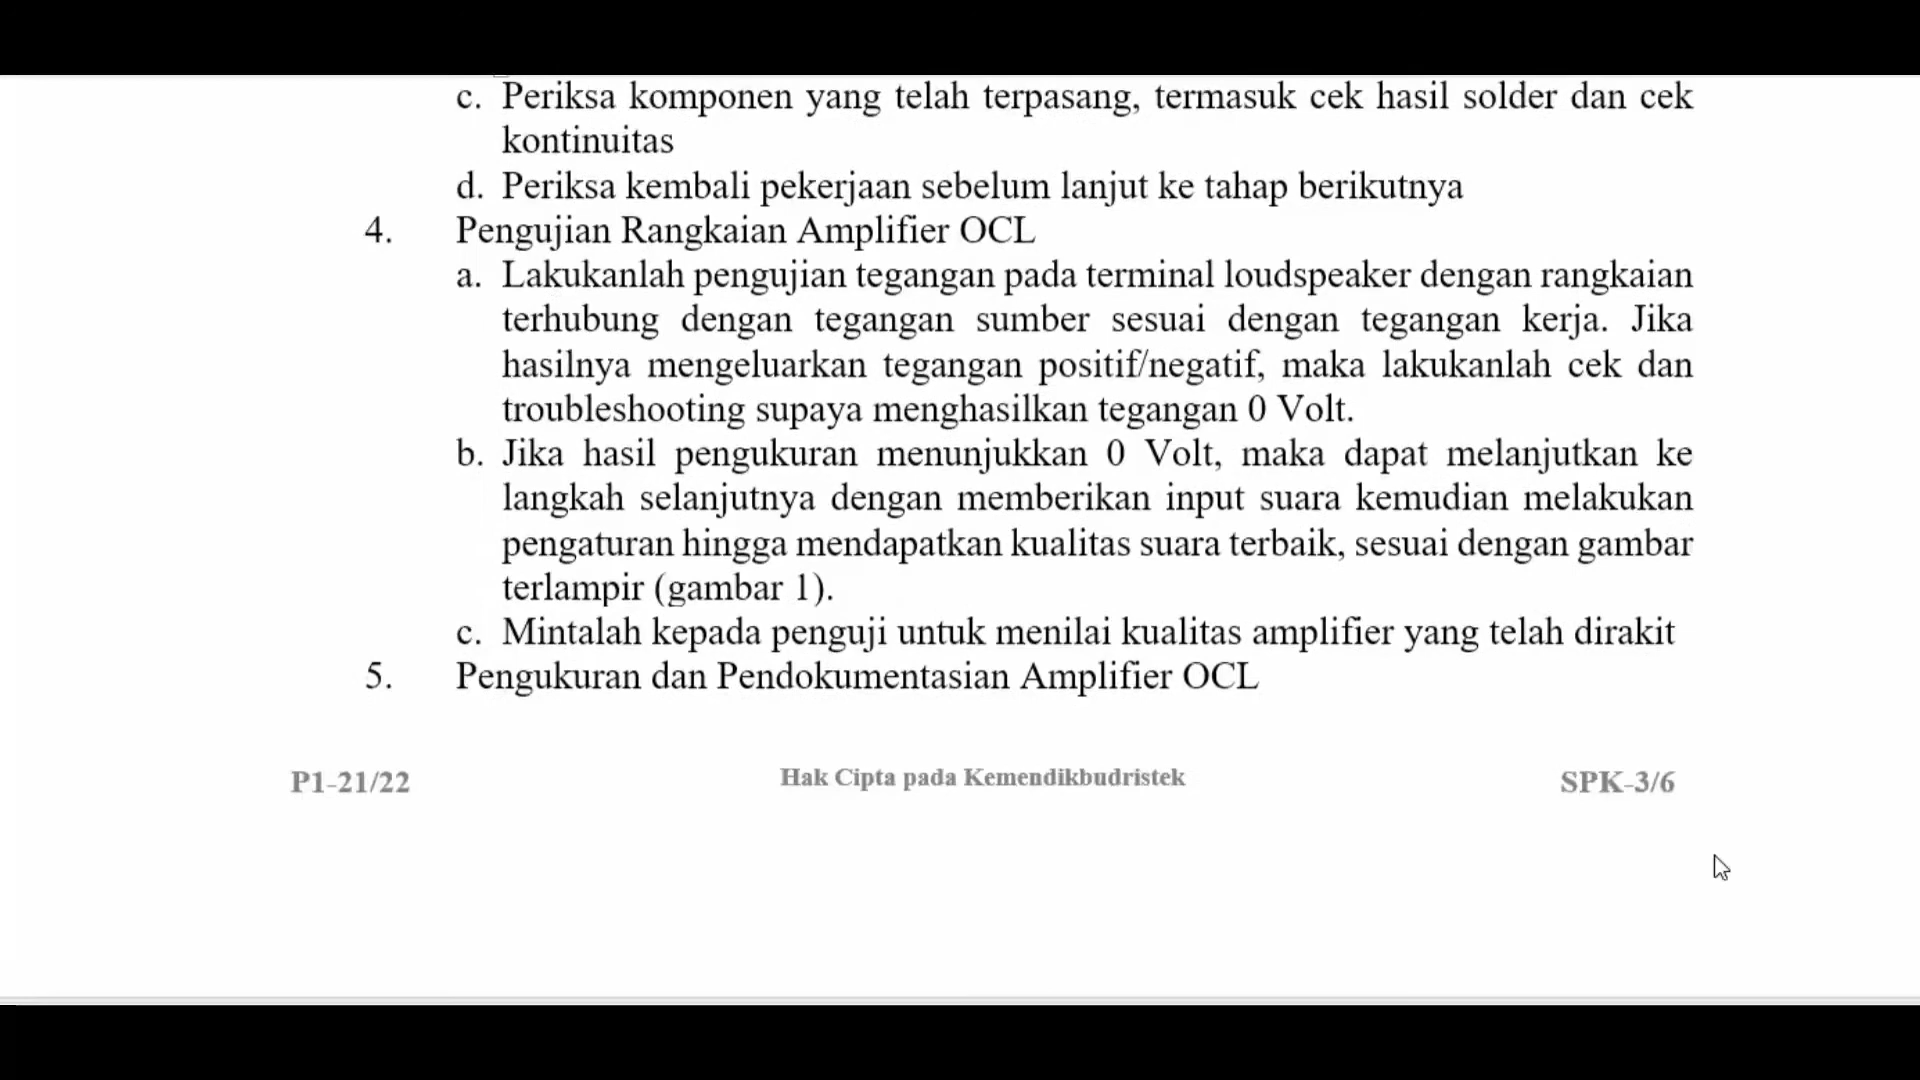 c. Periksa komponen yang telah terpasang, termasuk cek hasil solder dan cek
kontinuitas
d. Periksa kembali pekerjaan sebelum lanjut ke tahap berikutnya
4. Pengujian Rangkaian Amplifier OCL
a. Lakukanlah pengujian tegangan pada terminal loudspeaker dengan rangkaian
terhubung dengan tegangan sumber sesuai dengan tegangan kerja. Jika
hasilnya mengeluarkan tegangan positif/negatif, maka lakukanlah cek dan
troubleshooting supaya menghasilkan tegangan 0 Volt.
b. Jika hasil pengukuran menunjukkan 0 Volt, maka dapat melanjutkan ke
langkah selanjutnya dengan memberikan input suara kemudian melakukan
pengaturan hingga mendapatkan kualitas suara terbaik, sesuai dengan gambar
terlampir (gambar 1).
c. Mintalah kepada penguji untuk menilai kualitas amplifier yang telah dirakit
5. Pengukuran dan Pendokumentasian Amplifier OCL
P1-21/22 Hak Cipta pada Kemendikbudristek SPK-3/6